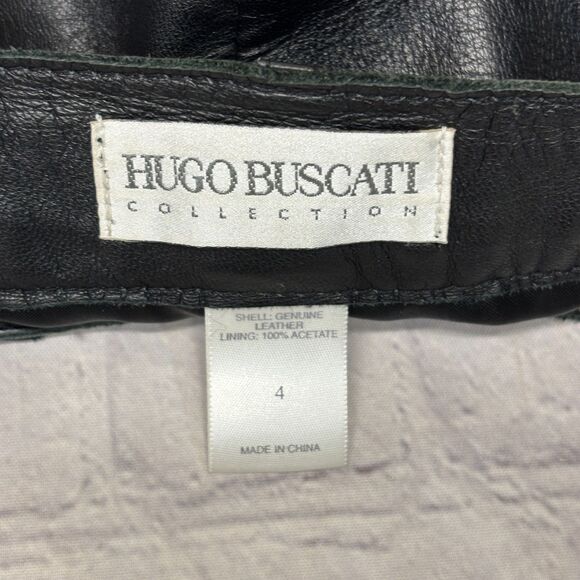 HUGO BUSCATI
COLLECTION
SHELL: GENUINE
LEATHER
LINING: 100% ACETATE
4
MADE IN CHINA